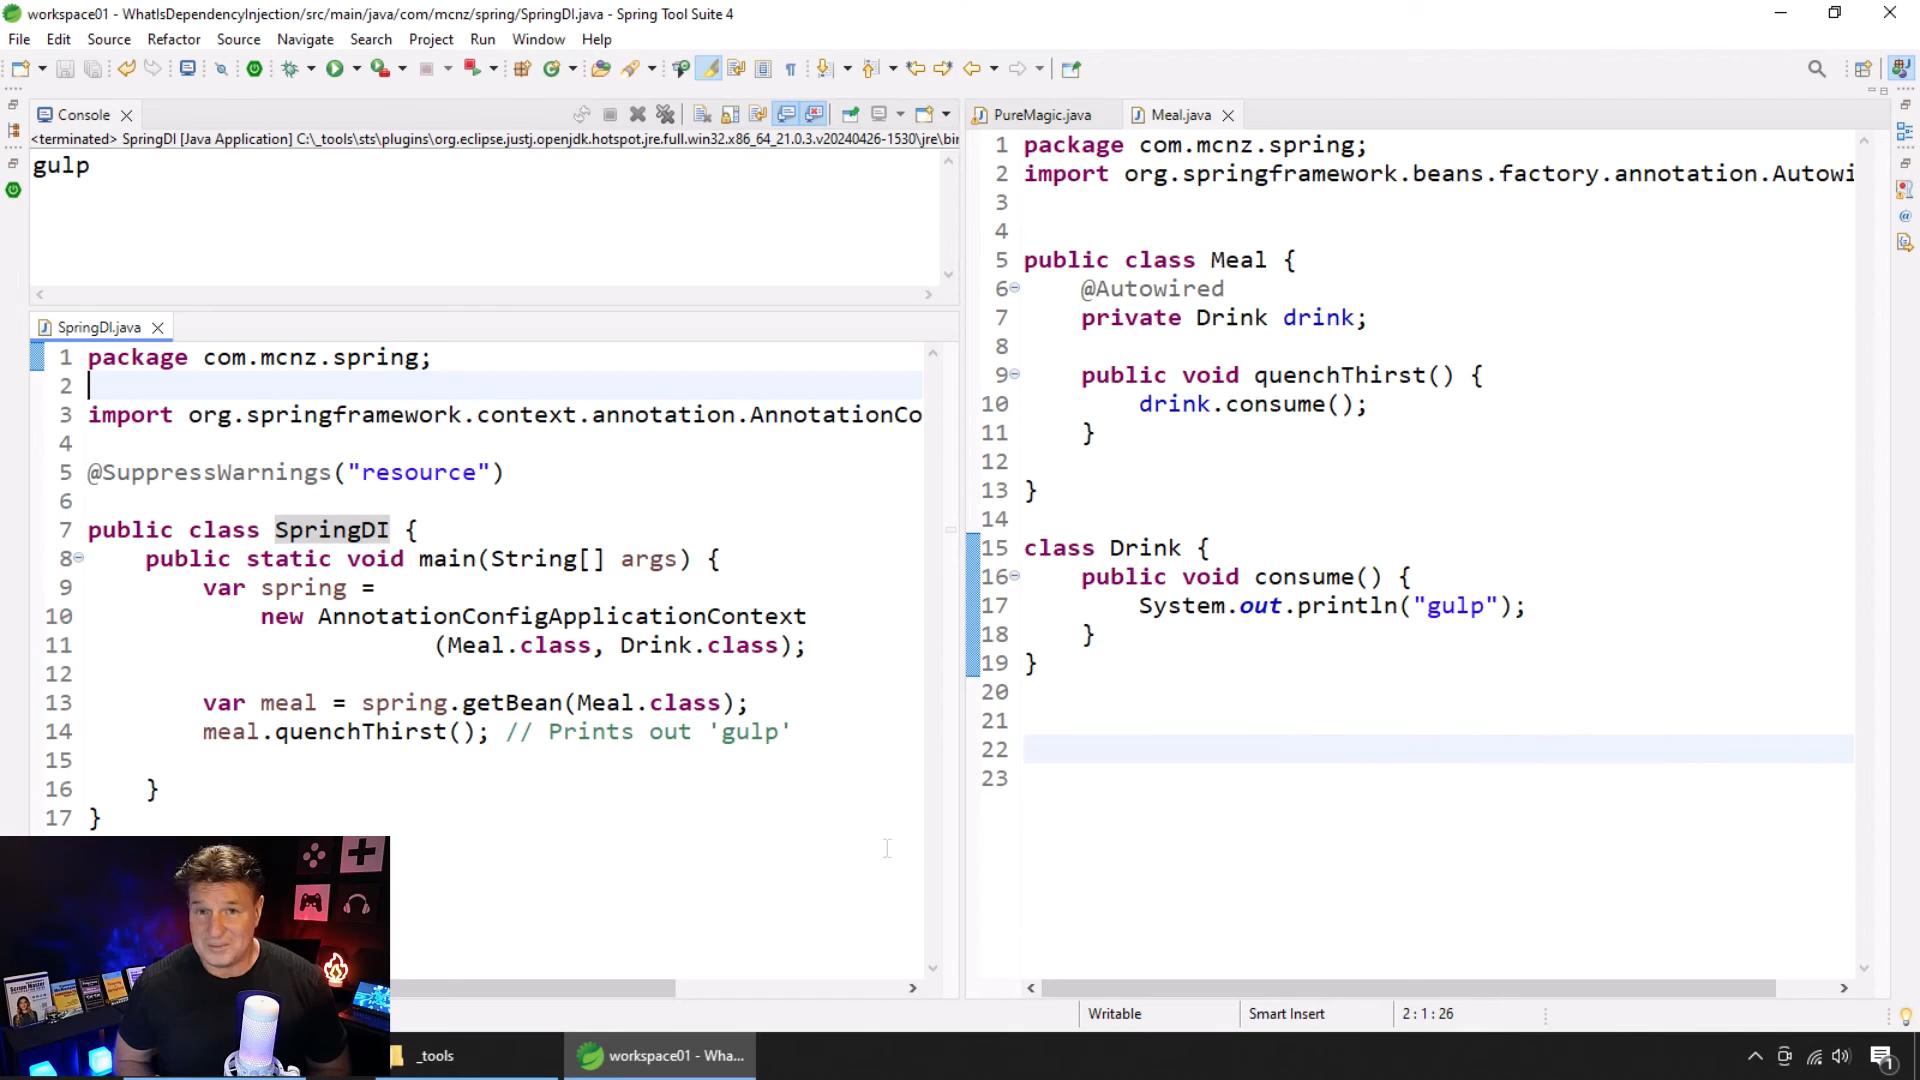 workspace01 - WhatIsDependencyInjection/src/main/java/com/mcnz/spring/SpringDI.java - Spring Tool Suite 4
File Edit Source Refactor Source Navigate Search Project Run Window Help
Console
<terminated> SpringDI [Java Application] C:\_tools\sts\plugins\org.eclipse.justj.openjdk.hotspot.jre.full.win32.x86_64_21.0.3.v20240426-1530\jre\bin
gulp
SpringDI.java
1 package com.mcnz.spring;
2
3 import org.springframework.context.annotation.AnnotationCo
4
5 @SuppressWarnings("resource")
6
7 public class SpringDI {
8 public static void main(String[] args) {
9 var spring =
10 new AnnotationConfigApplicationContext
11 (Meal.class, Drink.class);
12
13 var meal = spring.getBean(Meal.class);
14 meal.quenchThirst(); // Prints out 'gulp'
15
16 }
17 }
PureMagic.java Meal.java
1 package com.mcnz.spring;
2 import org.springframework.beans.factory.annotation.Autowi
3
4
5 public class Meal {
6 @Autowired
7 private Drink drink;
8
9 public void quenchThirst() {
10 drink.consume();
11 }
12
13 }
14
15 class Drink {
16 public void consume() {
17 System.out.println("gulp");
18 }
19 }
20
21
22
23
Writable Smart Insert 2 : 1 : 26
_tools workspace01 - Wha... 1